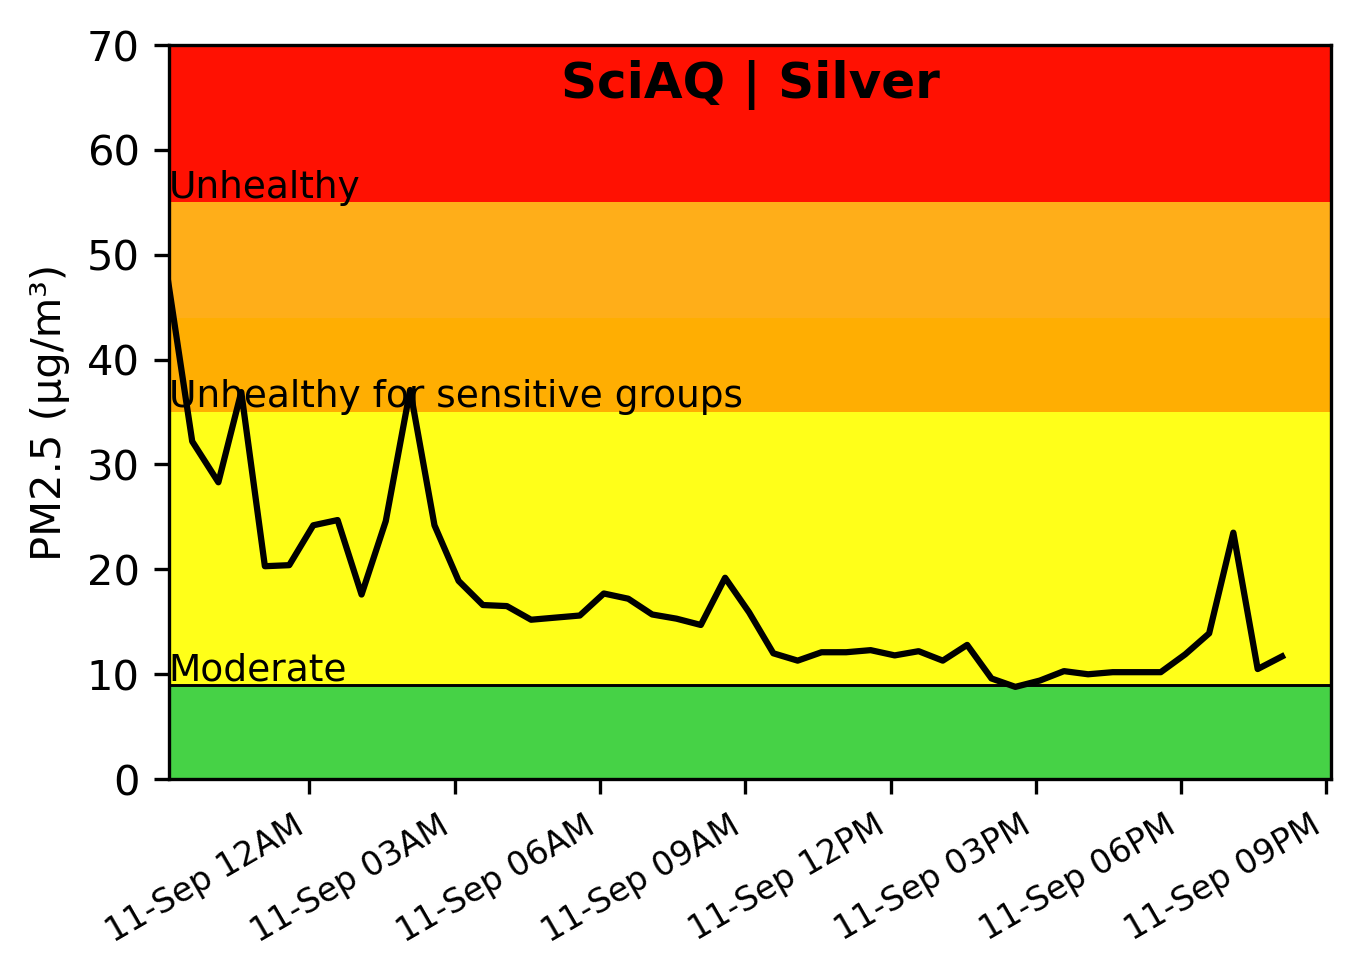 SciAQ | Silver
70
60
50
40
30
20
10
0
PM2.5 (µg/m³)
Unhealthy
Unhealthy for sensitive groups
Moderate
11-Sep 12AM
11-Sep 03AM
11-Sep 06AM
11-Sep 09AM
11-Sep 12PM
11-Sep 03PM
11-Sep 06PM
11-Sep 09PM